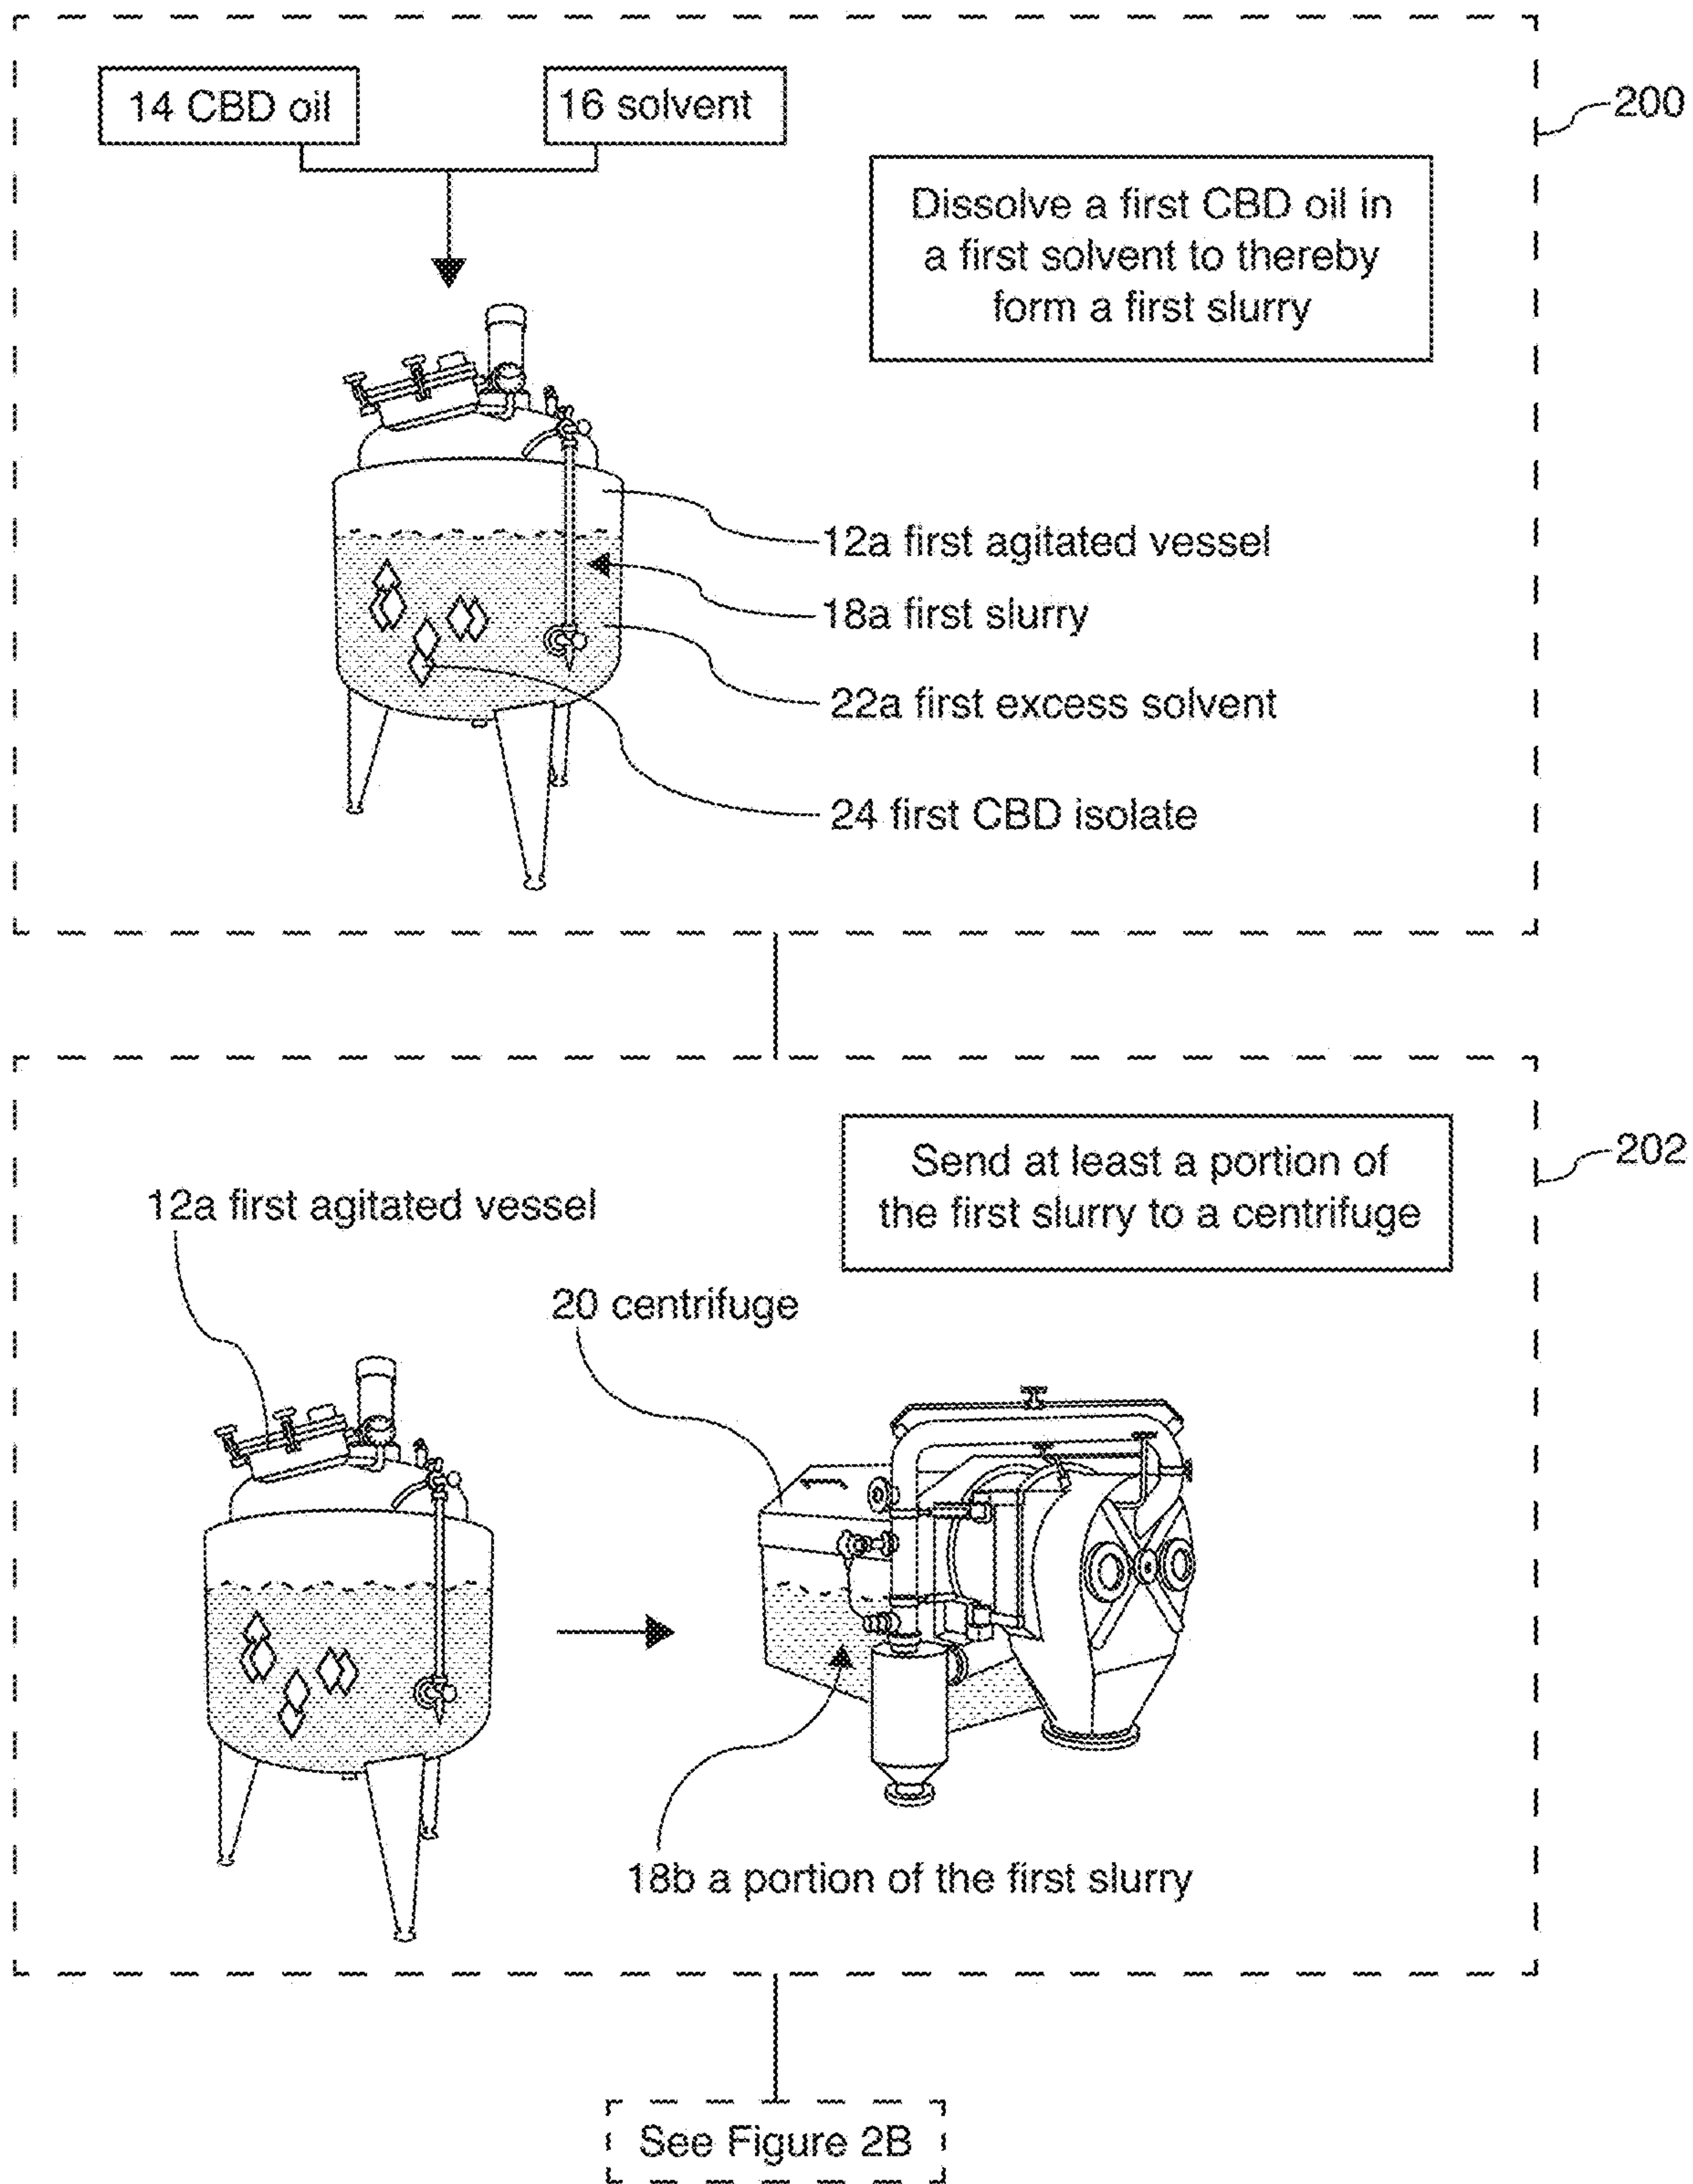 14 CBD oil
16 solvent
200
Dissolve a first CBD oil in
a first solvent to thereby
form a first slurry
12a first agitated vessel
18a first slurry
22a first excess solvent
24 first CBD isolate
202
Send at least a portion of
the first slurry to a centrifuge
12a first agitated vessel
20 centrifuge
18b a portion of the first slurry
See Figure 2B